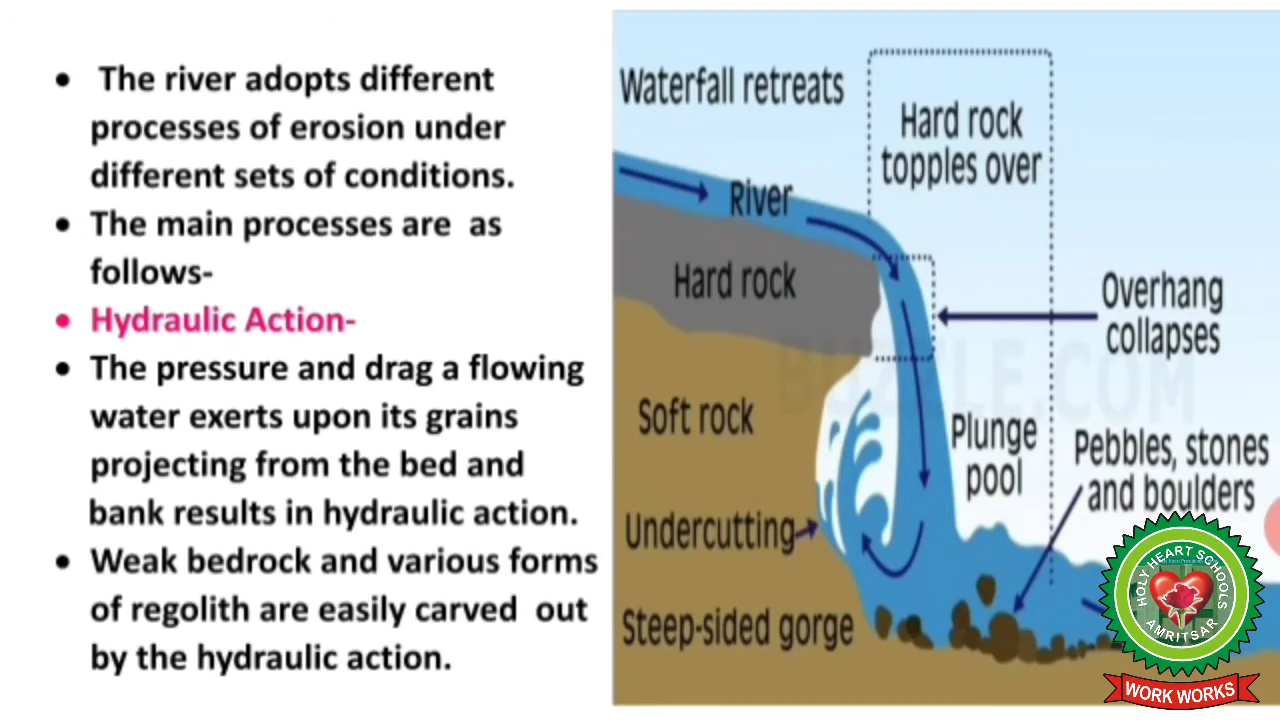 • The river adopts different
processes of erosion under
different sets of conditions.
• The main processes are as
follows-
• Hydraulic Action-
• The pressure and drag a flowing
water exerts upon its grains
projecting from the bed and
bank results in hydraulic action.
• Weak bedrock and various forms
of regolith are easily carved out
by the hydraulic action.
Waterfall retreats
Hard rock
topples over
River
Hard rock
Overhang
collapses
BUZZLE.COM
Soft rock
Plunge
pool
Pebbles, stones
and boulders
Undercutting
Steep-sided gorge
HOLY HEART SCHOOLS
AMRITSAR
WORK WORKS